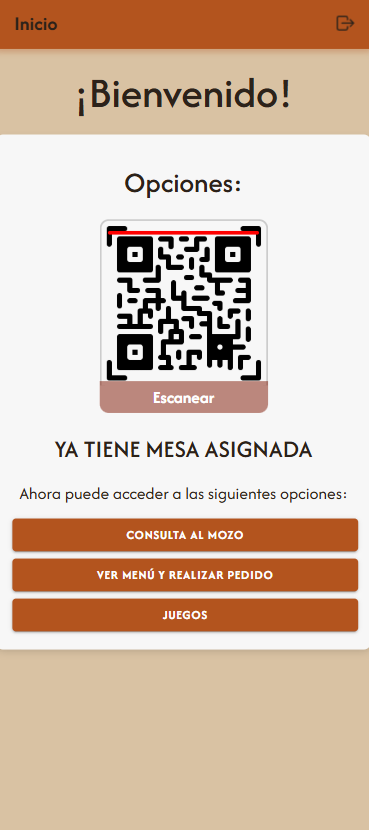 Inicio
¡Bienvenido!
Opciones:
Escanear
YA TIENE MESA ASIGNADA
Ahora puede acceder a las siguientes opciones:
CONSULTA AL MOZO
VER MENÚ Y REALIZAR PEDIDO
JUEGOS